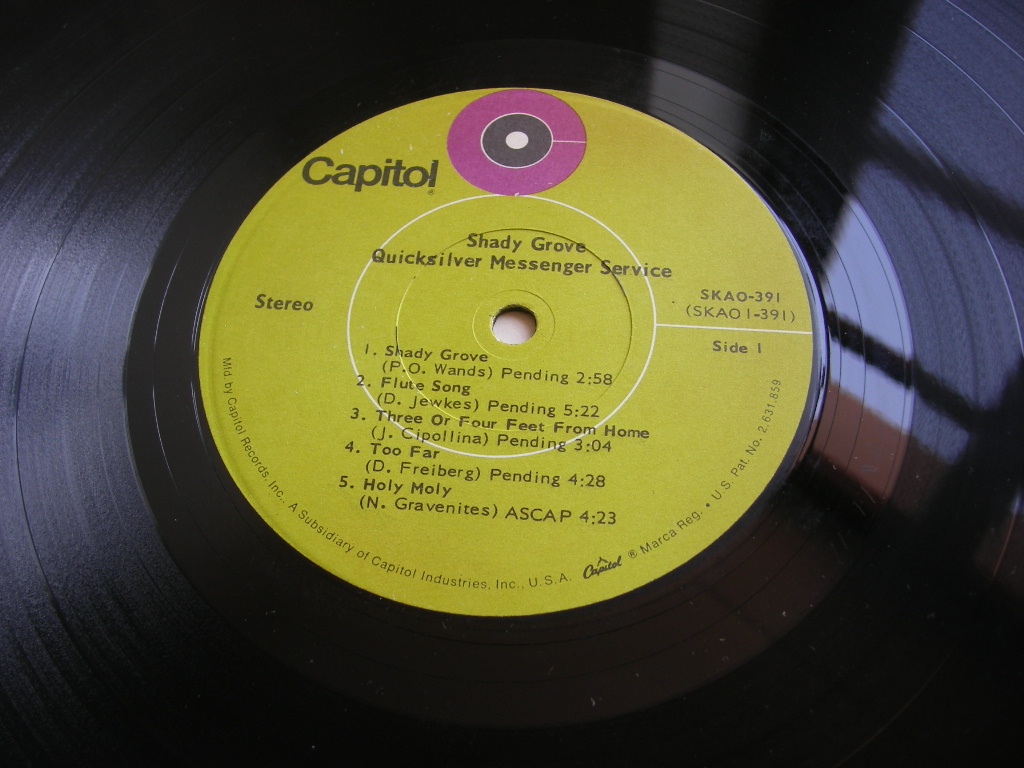 Capitol®
Shady Grove
Quicksilver Messenger Service
Stereo
SKAO-391
(SKAO 1-391)
Side 1
1. Shady Grove
(P.O. Wands) Pending 2:58
2. Flute Song
(D. Jewkes) Pending 5:22
3. Three Or Four Feet From Home
(J. Cipollina) Pending 3:04
4. Too Far
(D. Freiberg) Pending 4:28
5. Holy Moly
(N. Gravenites) ASCAP 4:23
Mfd. by Capitol Records, Inc., A Subsidiary of Capitol Industries, Inc., U.S.A. Capitol ® Marca Reg. • U.S. Pat. No. 2,631,859